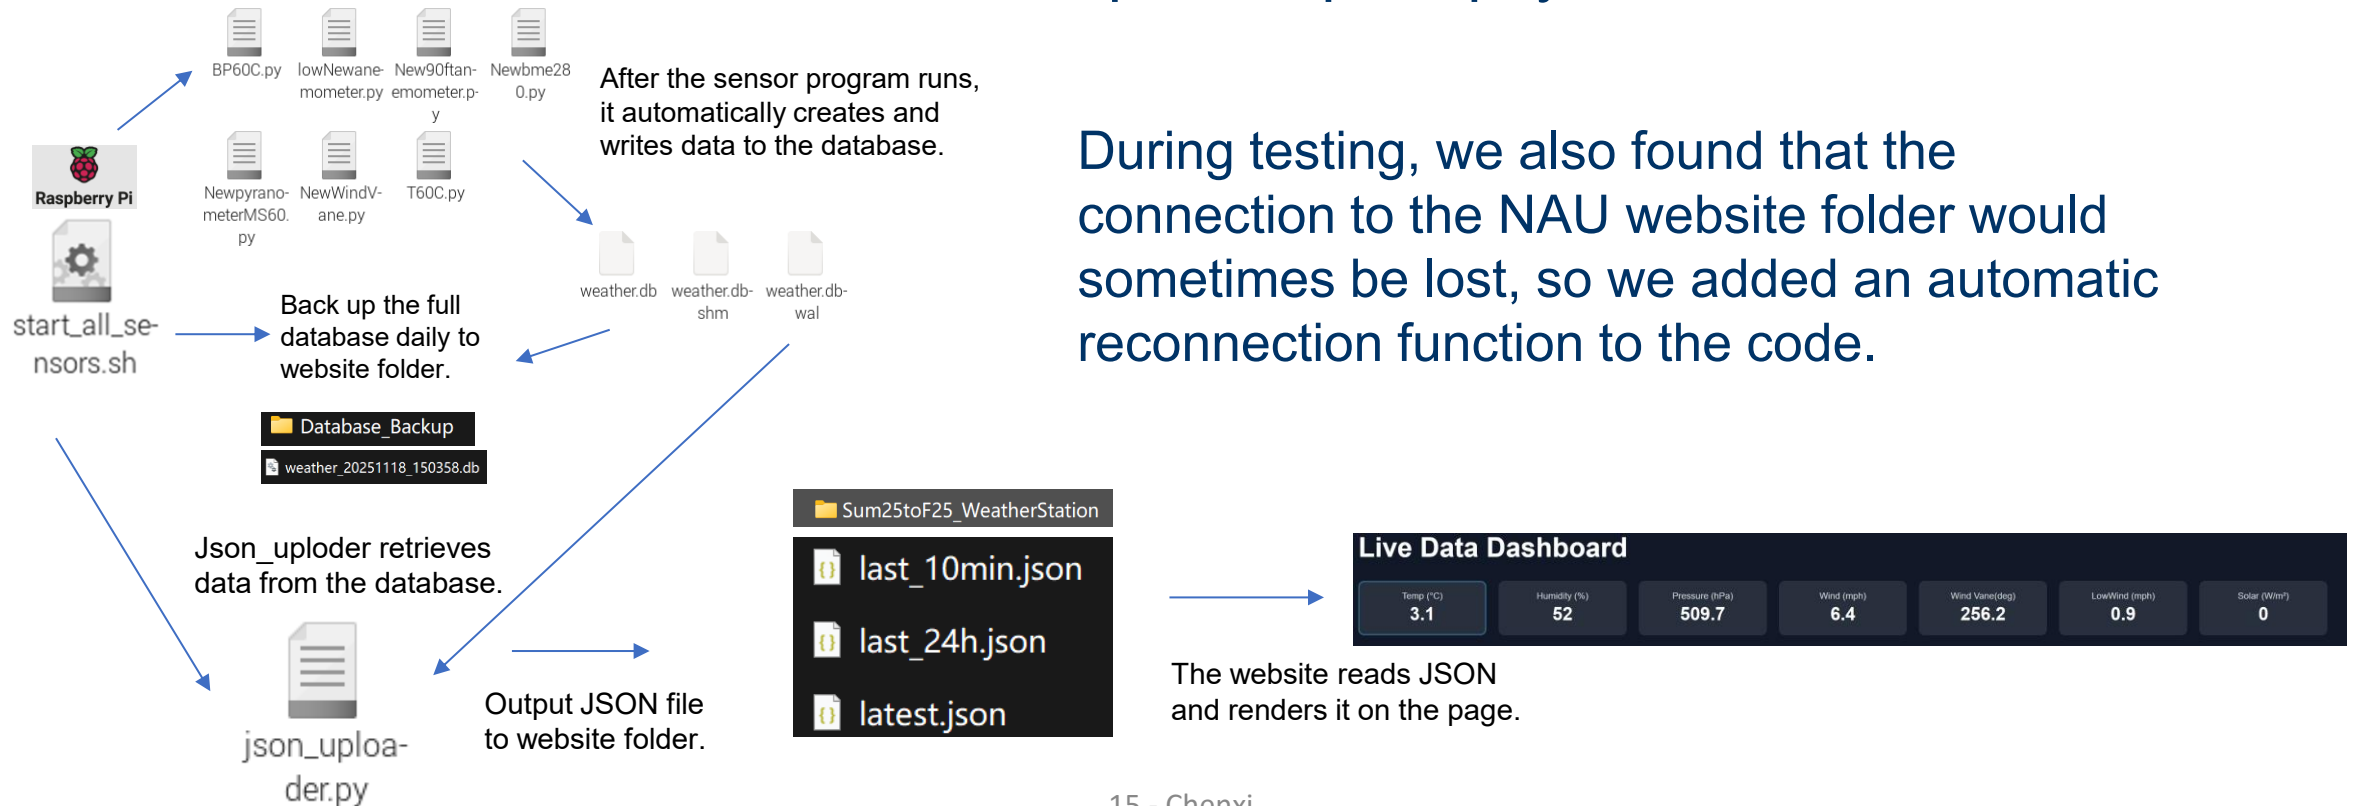 BP60C.py
lowNewane-
mometer.py
New90ftan-
emometer.p-
y
Newbme28
0.py
After the sensor program runs,
it automatically creates and
writes data to the database.
During testing, we also found that the
connection to the NAU website folder would
sometimes be lost, so we added an automatic
reconnection function to the code.
Raspberry Pi
Newpyrano-
meterMS60.
py
NewWindV-
ane.py
T60C.py
start_all_se-
nsors.sh
Back up the full
database daily to
website folder.
weather.db
weather.db-
shm
weather.db-
wal
Database_Backup
weather_20251118_150358.db
Json_uploder retrieves
data from the database.
json_uploa-
der.py
Output JSON file
to website folder.
Sum25toF25_WeatherStation
last_10min.json
last_24h.json
latest.json
Live Data Dashboard
Temp (°C)
3.1
Humidity (%)
52
Pressure (hPa)
509.7
Wind (mph)
6.4
Wind Vane(deg)
256.2
LowWind (mph)
0.9
Solar (W/m²)
0
The website reads JSON
and renders it on the page.
15 - Chenxi